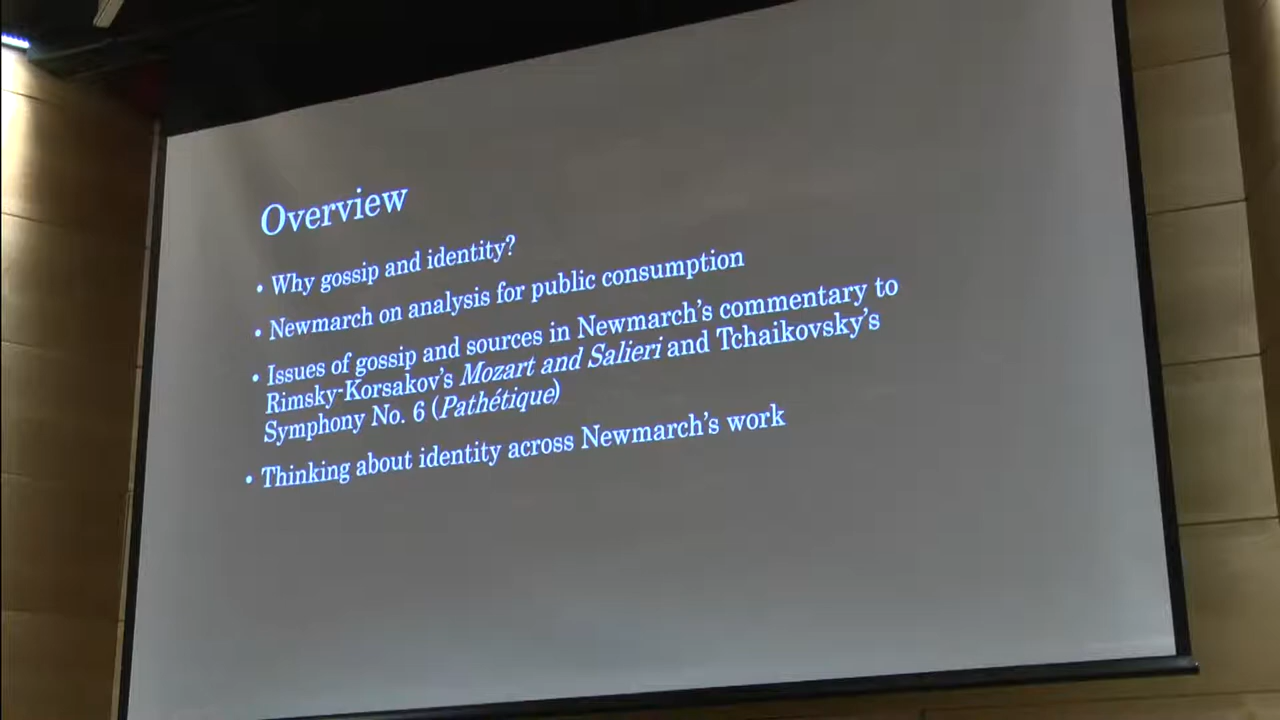 Overview
• Why gossip and identity?
• Newmarch on analysis for public consumption
• Issues of gossip and sources in Newmarch's commentary to
Rimsky-Korsakov's Mozart and Salieri and Tchaikovsky's
Symphony No. 6 (Pathétique)
• Thinking about identity across Newmarch's work